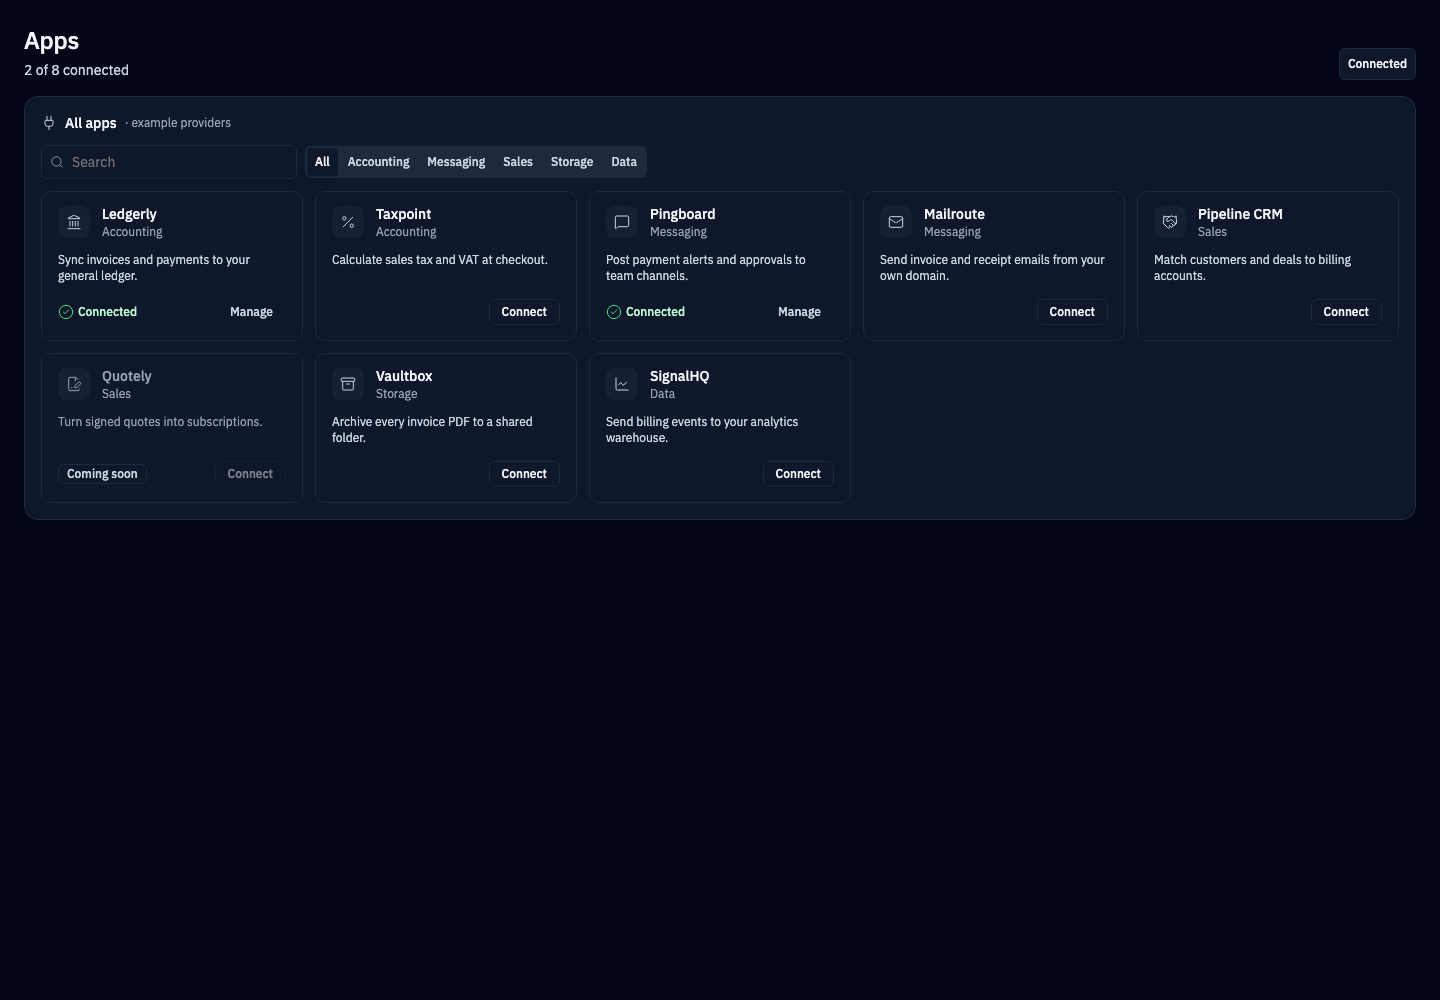 Apps
2 of 8 connected
Connected
All apps · example providers
Search
All Accounting Messaging Sales Storage Data
Ledgerly
Accounting
Sync invoices and payments to your
general ledger.
Connected Manage
Taxpoint
Accounting
Calculate sales tax and VAT at checkout.
Connect
Pingboard
Messaging
Post payment alerts and approvals to
team channels.
Connected Manage
Mailroute
Messaging
Send invoice and receipt emails from your
own domain.
Connect
Pipeline CRM
Sales
Match customers and deals to billing
accounts.
Connect
Quotely
Sales
Turn signed quotes into subscriptions.
Coming soon Connect
Vaultbox
Storage
Archive every invoice PDF to a shared
folder.
Connect
SignalHQ
Data
Send billing events to your analytics
warehouse.
Connect